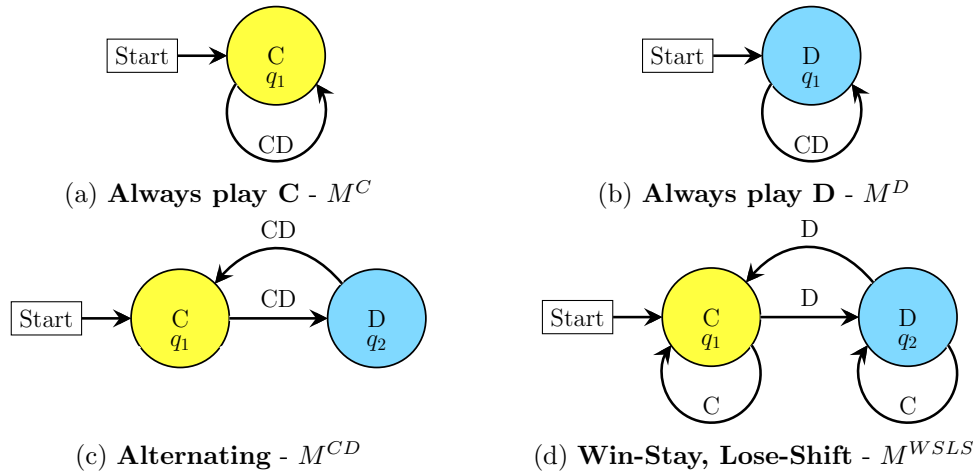 Start
C
q₁
CD
(a) Always play C - M^C
Start
D
q₁
CD
(b) Always play D - M^D
CD
Start
C
q₁
CD
D
q₂
(c) Alternating - M^{CD}
D
Start
C
q₁
D
D
q₂
C
C
(d) Win-Stay, Lose-Shift - M^{WSLS}